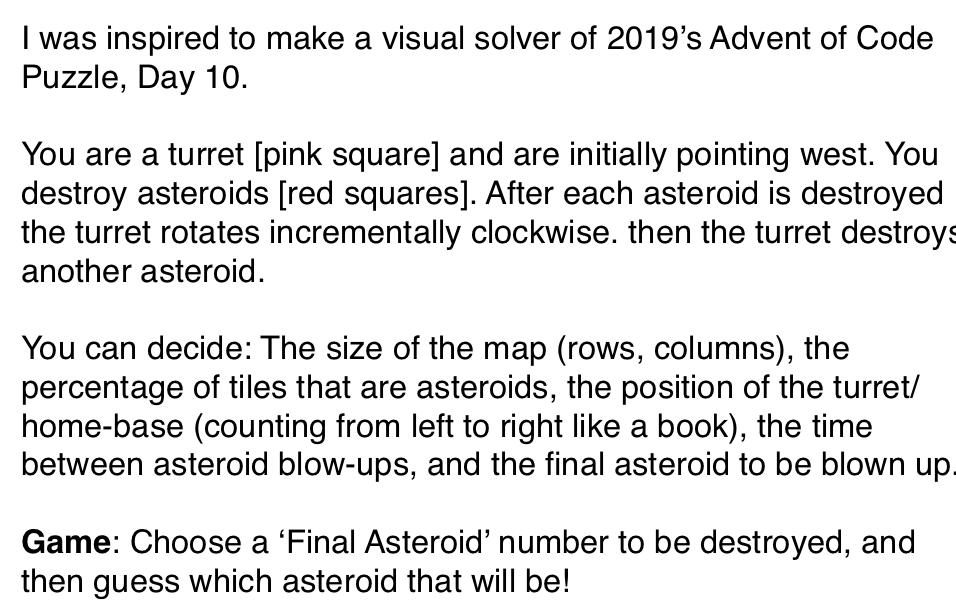 I was inspired to make a visual solver of 2019’s Advent of Code
Puzzle, Day 10.
You are a turret [pink square] and are initially pointing west. You
destroy asteroids [red squares]. After each asteroid is destroyed
the turret rotates incrementally clockwise. then the turret destroys
another asteroid.
You can decide: The size of the map (rows, columns), the
percentage of tiles that are asteroids, the position of the turret/
home-base (counting from left to right like a book), the time
between asteroid blow-ups, and the final asteroid to be blown up.
Game: Choose a ‘Final Asteroid’ number to be destroyed, and
then guess which asteroid that will be!